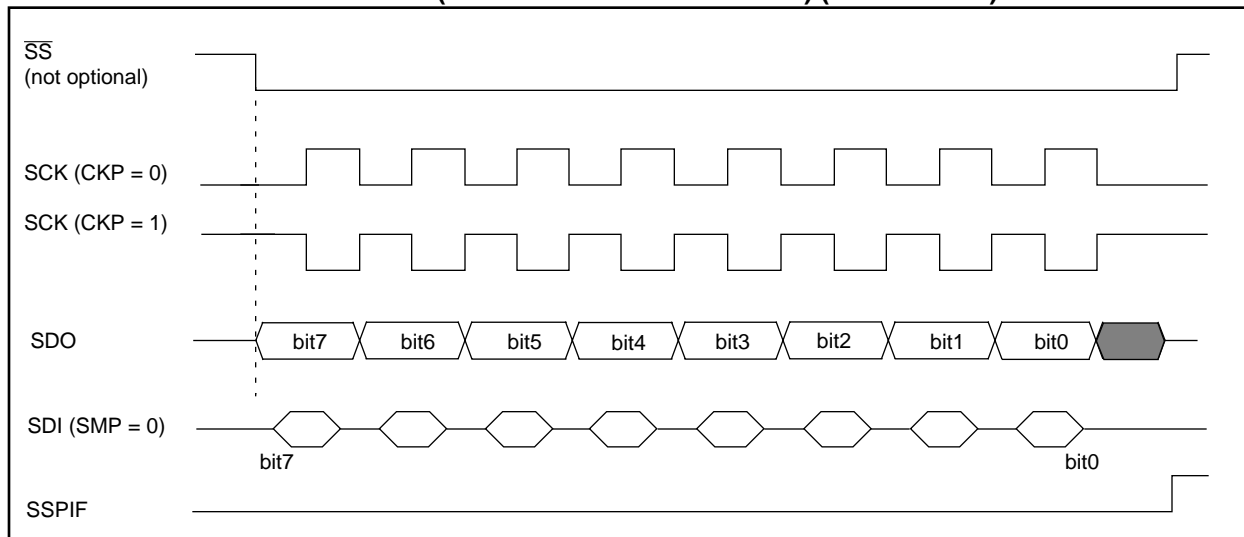 SS
(not optional)
SCK (CKP = 0)
SCK (CKP = 1)
SDO
bit7 bit6 bit5 bit4 bit3 bit2 bit1 bit0
SDI (SMP = 0)
bit7 bit0
SSPIF